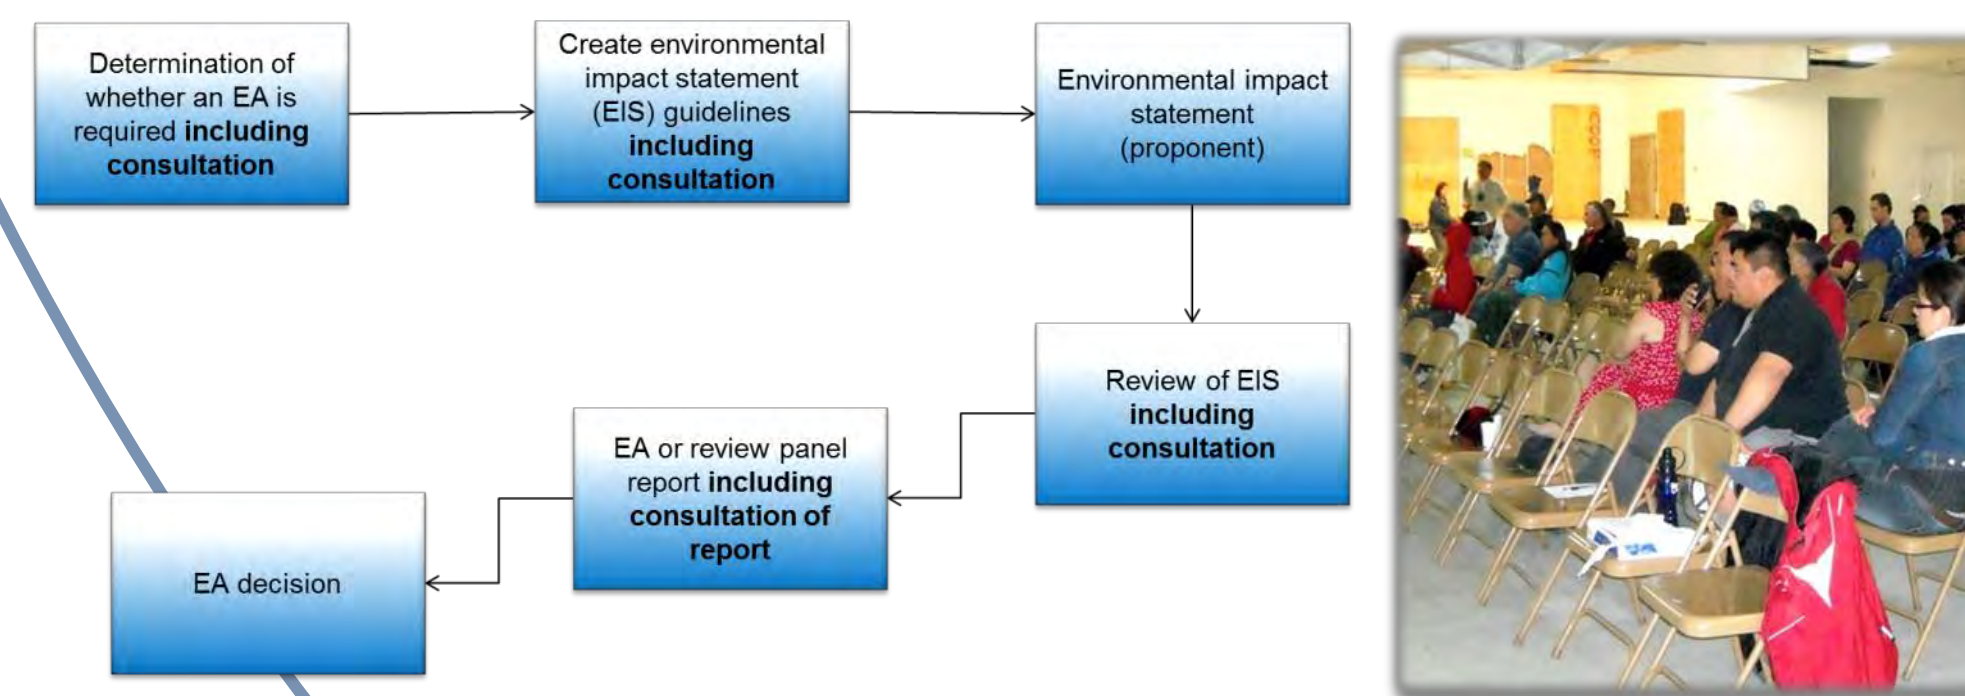 Determination of
whether an EA is
required including
consultation
Create environmental
impact statement
(EIS) guidelines
including
consultation
Environmental impact
statement
(proponent)
Review of EIS
including
consultation
EA or review panel
report including
consultation of
report
EA decision
COOP